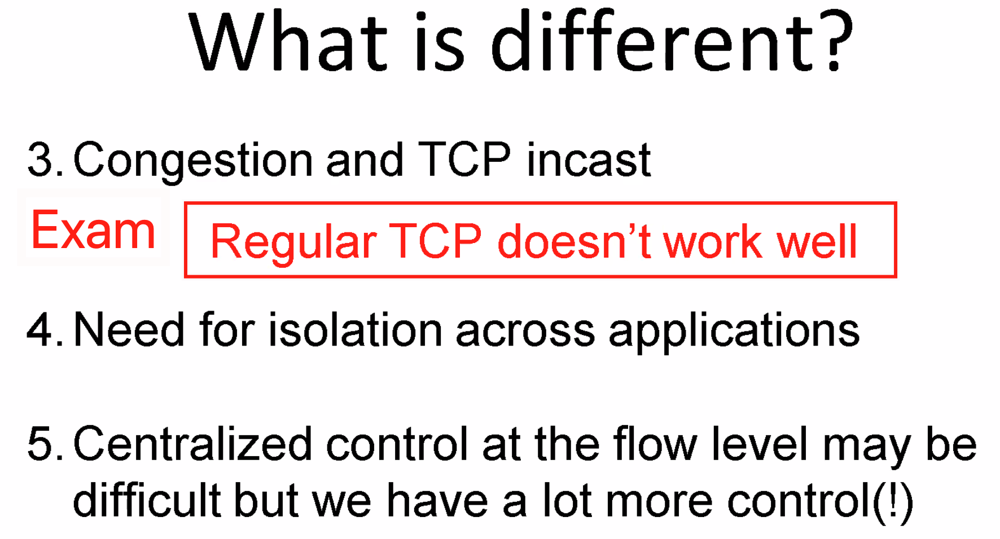 What is different?
3. Congestion and TCP incast
Exam
Regular TCP doesn’t work well
4. Need for isolation across applications
5. Centralized control at the flow level may be
difficult but we have a lot more control(!)